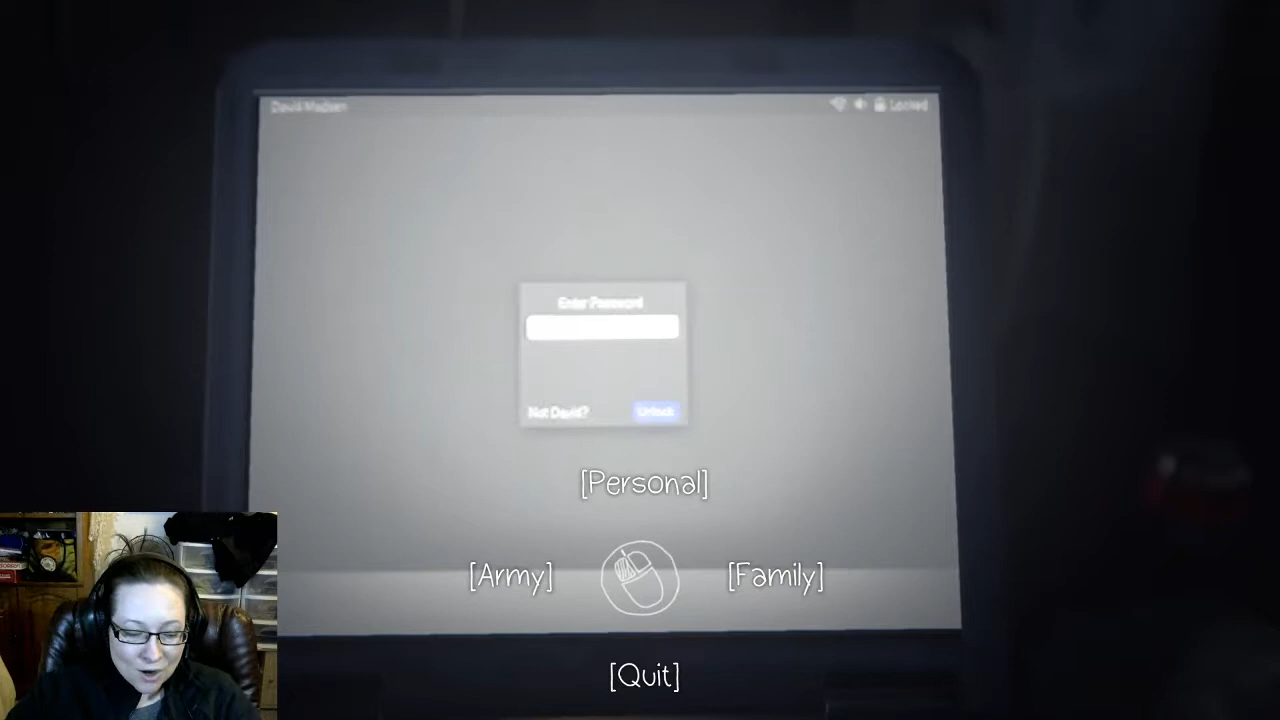 David Madsen
Locked
Enter Password
Not David?
Unlock
[Personal]
[Army]
[Family]
[Quit]